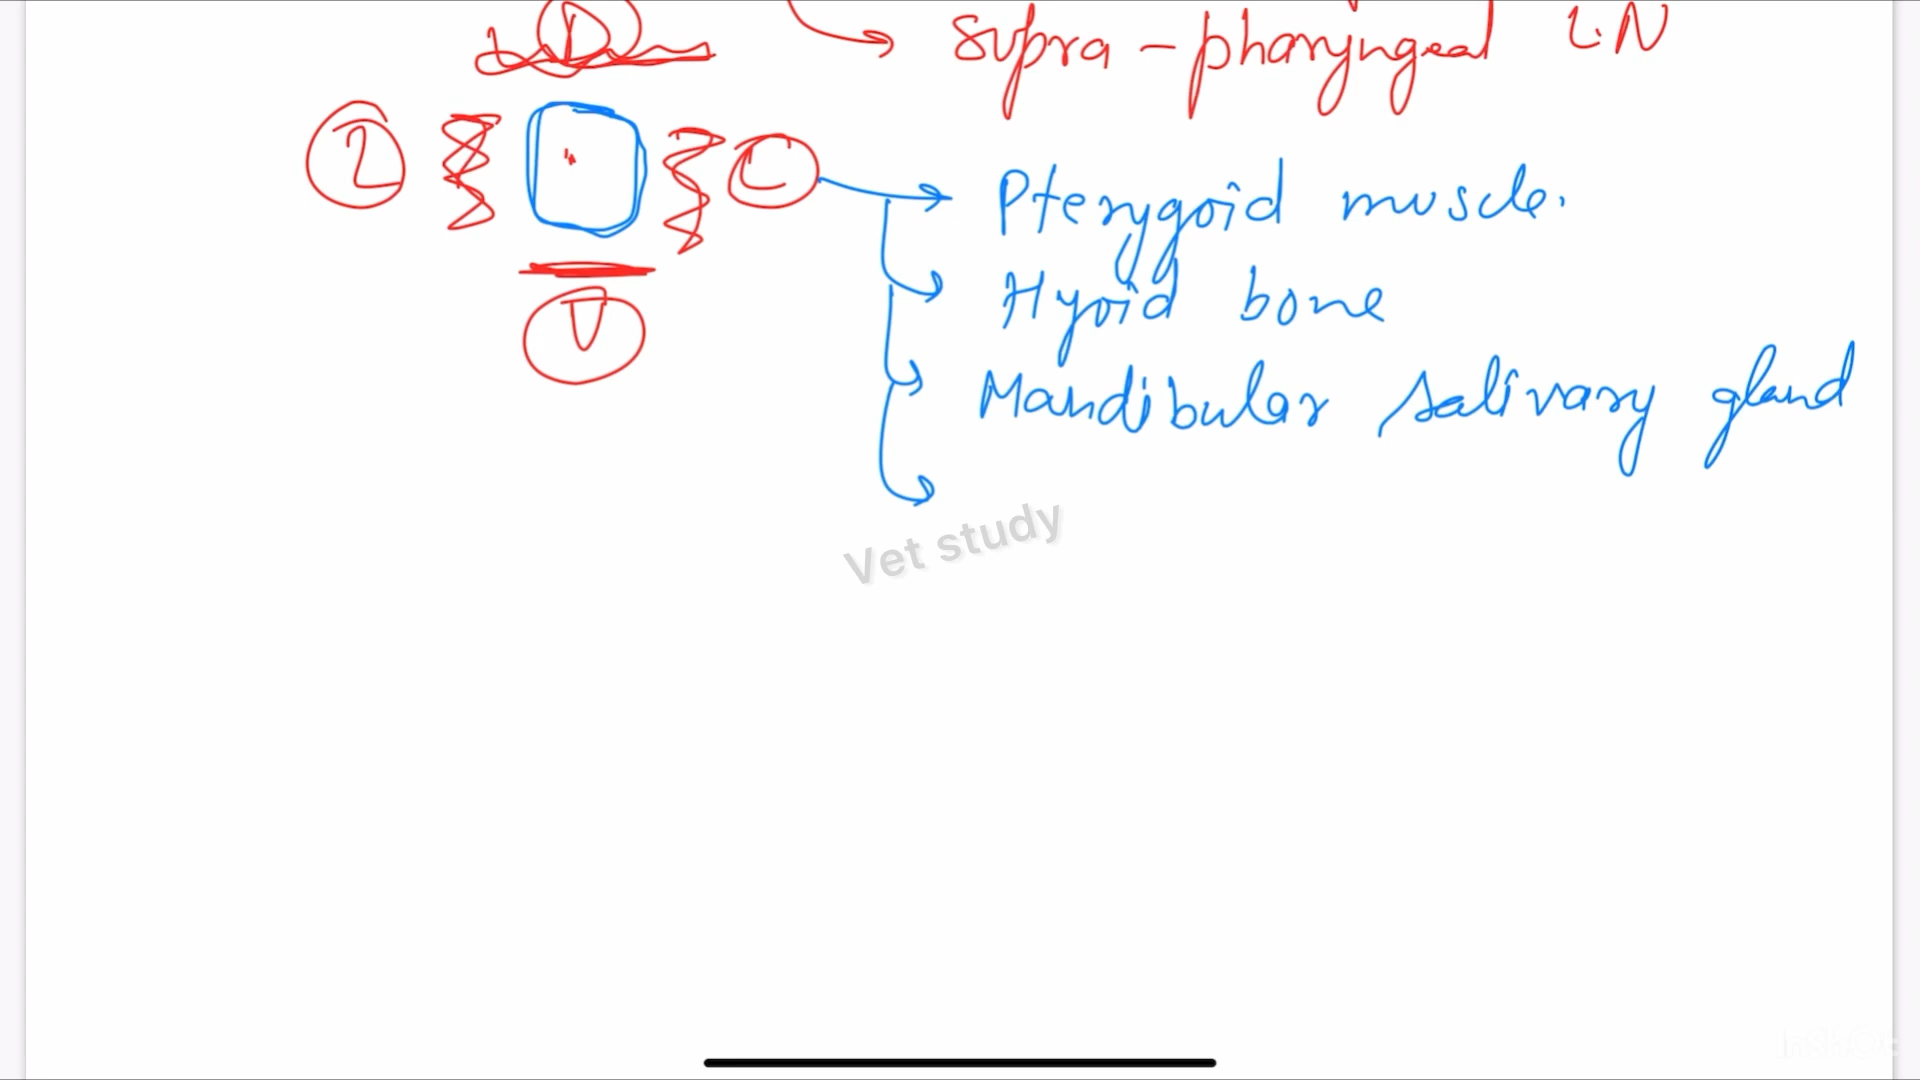 D
supra - pharyngeal L.N
L L
Pterygoid muscle.
Hyoid bone
V
Mandibular salivary gland
Vet study